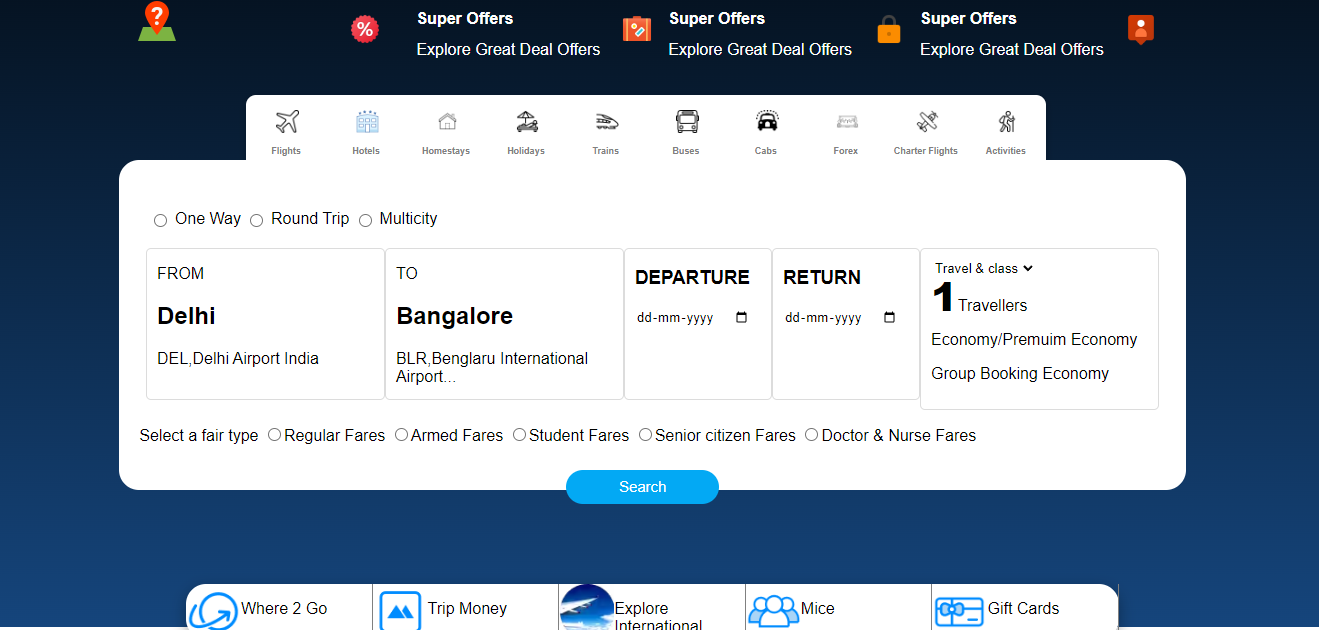 Super Offers Super Offers Super Offers
Explore Great Deal Offers Explore Great Deal Offers Explore Great Deal Offers
Flights Hotels Homestays Holidays Trains Buses Cabs Forex Charter Flights Activities
One Way Round Trip Multicity
FROM
Delhi
DEL,Delhi Airport India
TO
Bangalore
BLR,Benglaru International
Airport...
DEPARTURE
dd-mm-yyyy
RETURN
dd-mm-yyyy
Travel & class
1 Travellers
Economy/Premuim Economy
Group Booking Economy
Select a fair type Regular Fares Armed Fares Student Fares Senior citizen Fares Doctor & Nurse Fares
Search
Where 2 Go
Trip Money
Explore
International
Mice
Gift Cards